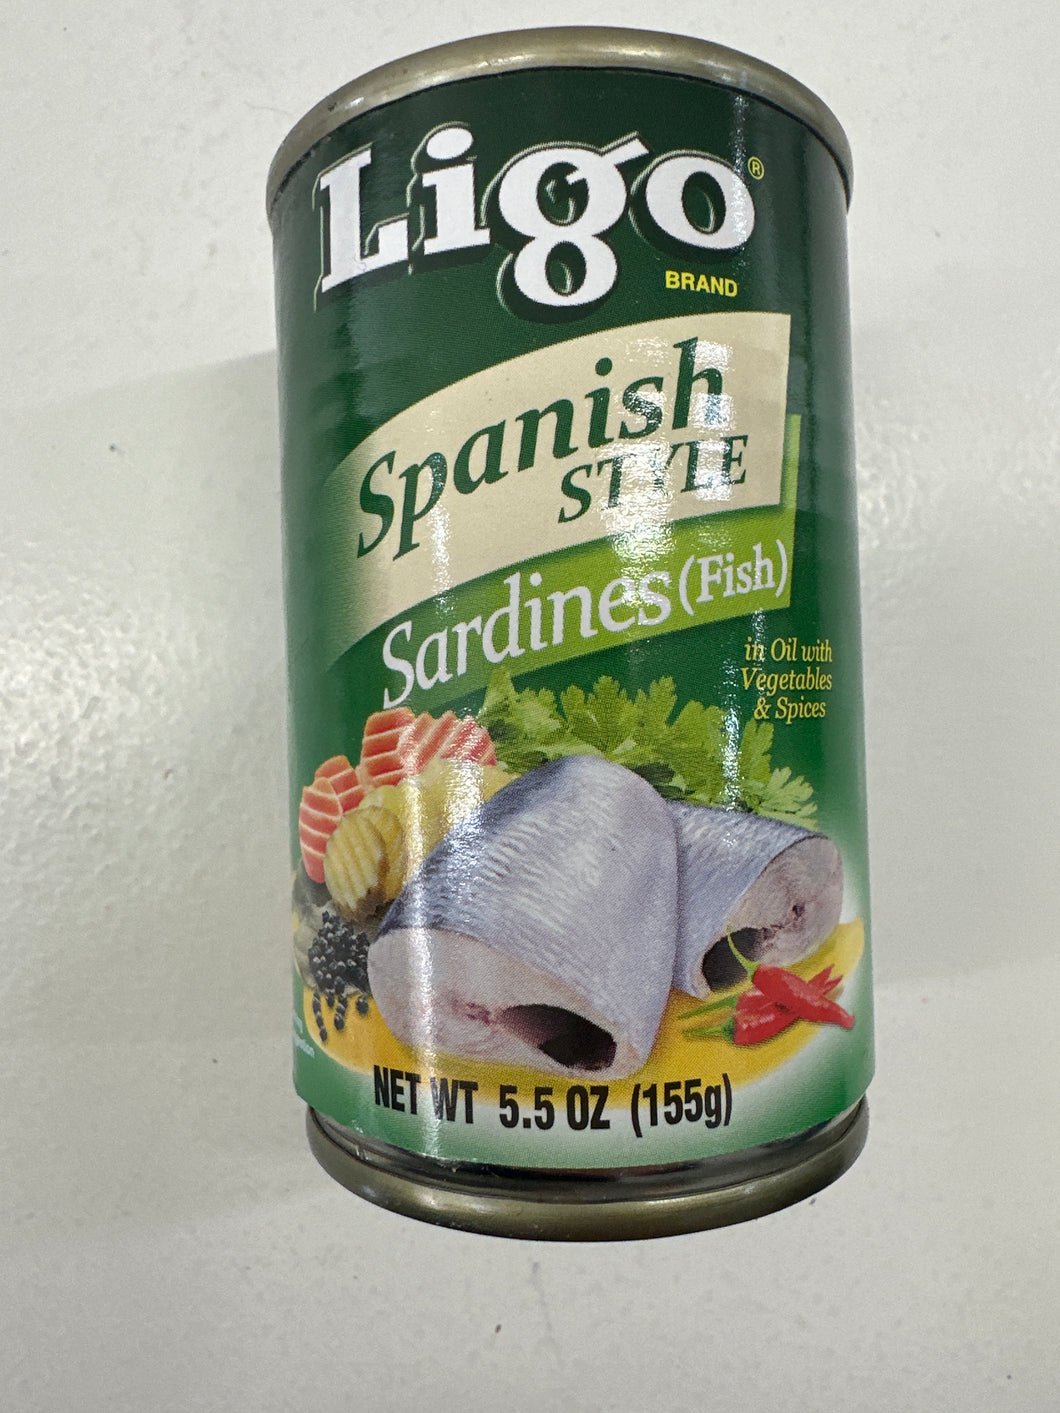 Ligo®
BRAND
Spanish
STYLE
Sardines (Fish)
in Oil with
Vegetables
& Spices
NET WT 5.5 OZ (155g)